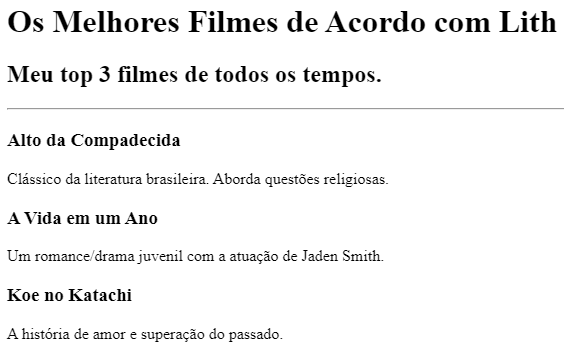 Os Melhores Filmes de Acordo com Lith
Meu top 3 filmes de todos os tempos.
Alto da Compadecida
Clássico da literatura brasileira. Aborda questões religiosas.
A Vida em um Ano
Um romance/drama juvenil com a atuação de Jaden Smith.
Koe no Katachi
A história de amor e superação do passado.